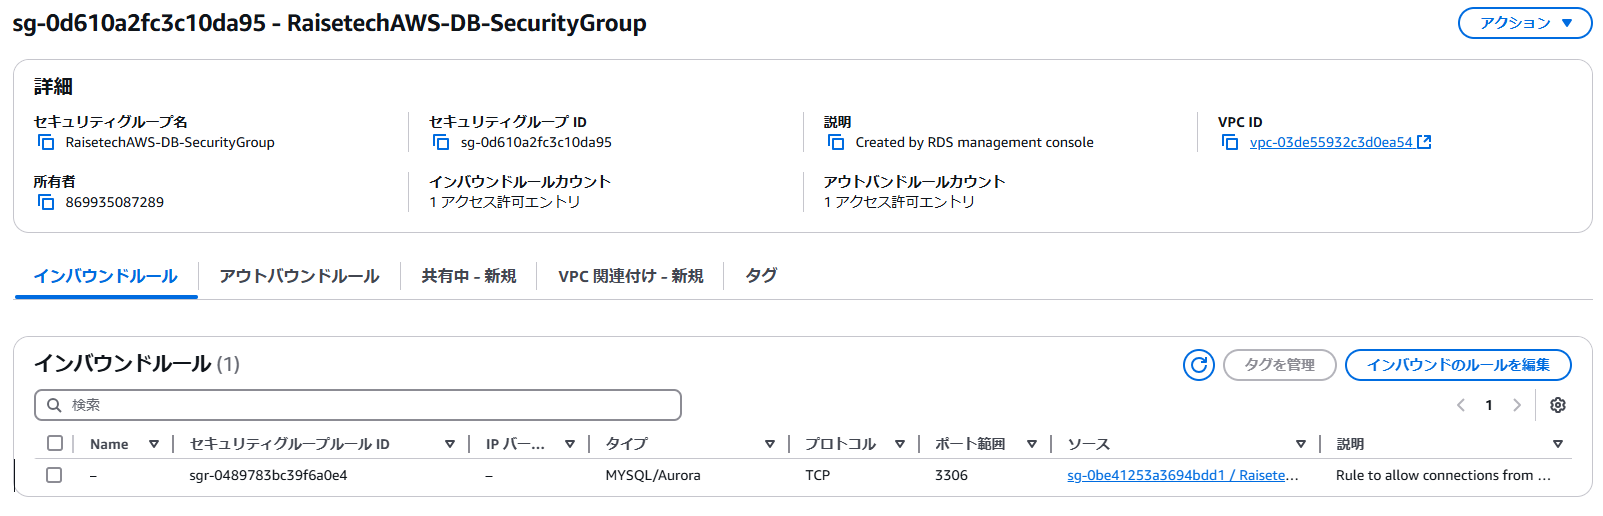 sg-0d610a2fc3c10da95 - RaisetechAWS-DB-SecurityGroup
アクション
詳細
セキュリティグループ名
RaisetechAWS-DB-SecurityGroup
セキュリティグループ ID
sg-0d610a2fc3c10da95
説明
Created by RDS management console
VPC ID
vpc-03de55932c3d0ea54
所有者
869935087289
インバウンドルールカウント
1 アクセス許可エントリ
アウトバンドルールカウント
1 アクセス許可エントリ
インバウンドルール アウトバウンドルール 共有中 - 新規 VPC 関連付け - 新規 タグ
インバウンドルール (1)
タグを管理 インバウンドのルールを編集
検索
1
Name セキュリティグループルール ID IP バー... タイプ プロトコル ポート範囲 ソース 説明
– sgr-0489783bc39f6a0e4 – MYSQL/Aurora TCP 3306 sg-0be41253a3694bdd1 / Raisete... Rule to allow connections from ...